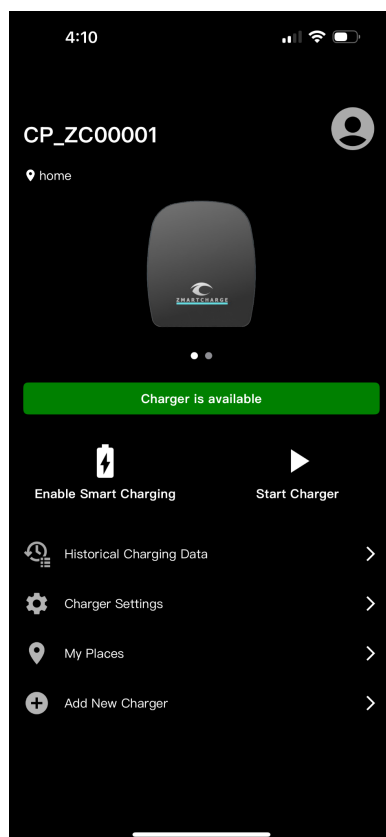 4:10
CP_ZC00001
home
ZMARTCHARGE
Charger is available
Enable Smart Charging
Start Charger
Historical Charging Data
Charger Settings
My Places
Add New Charger